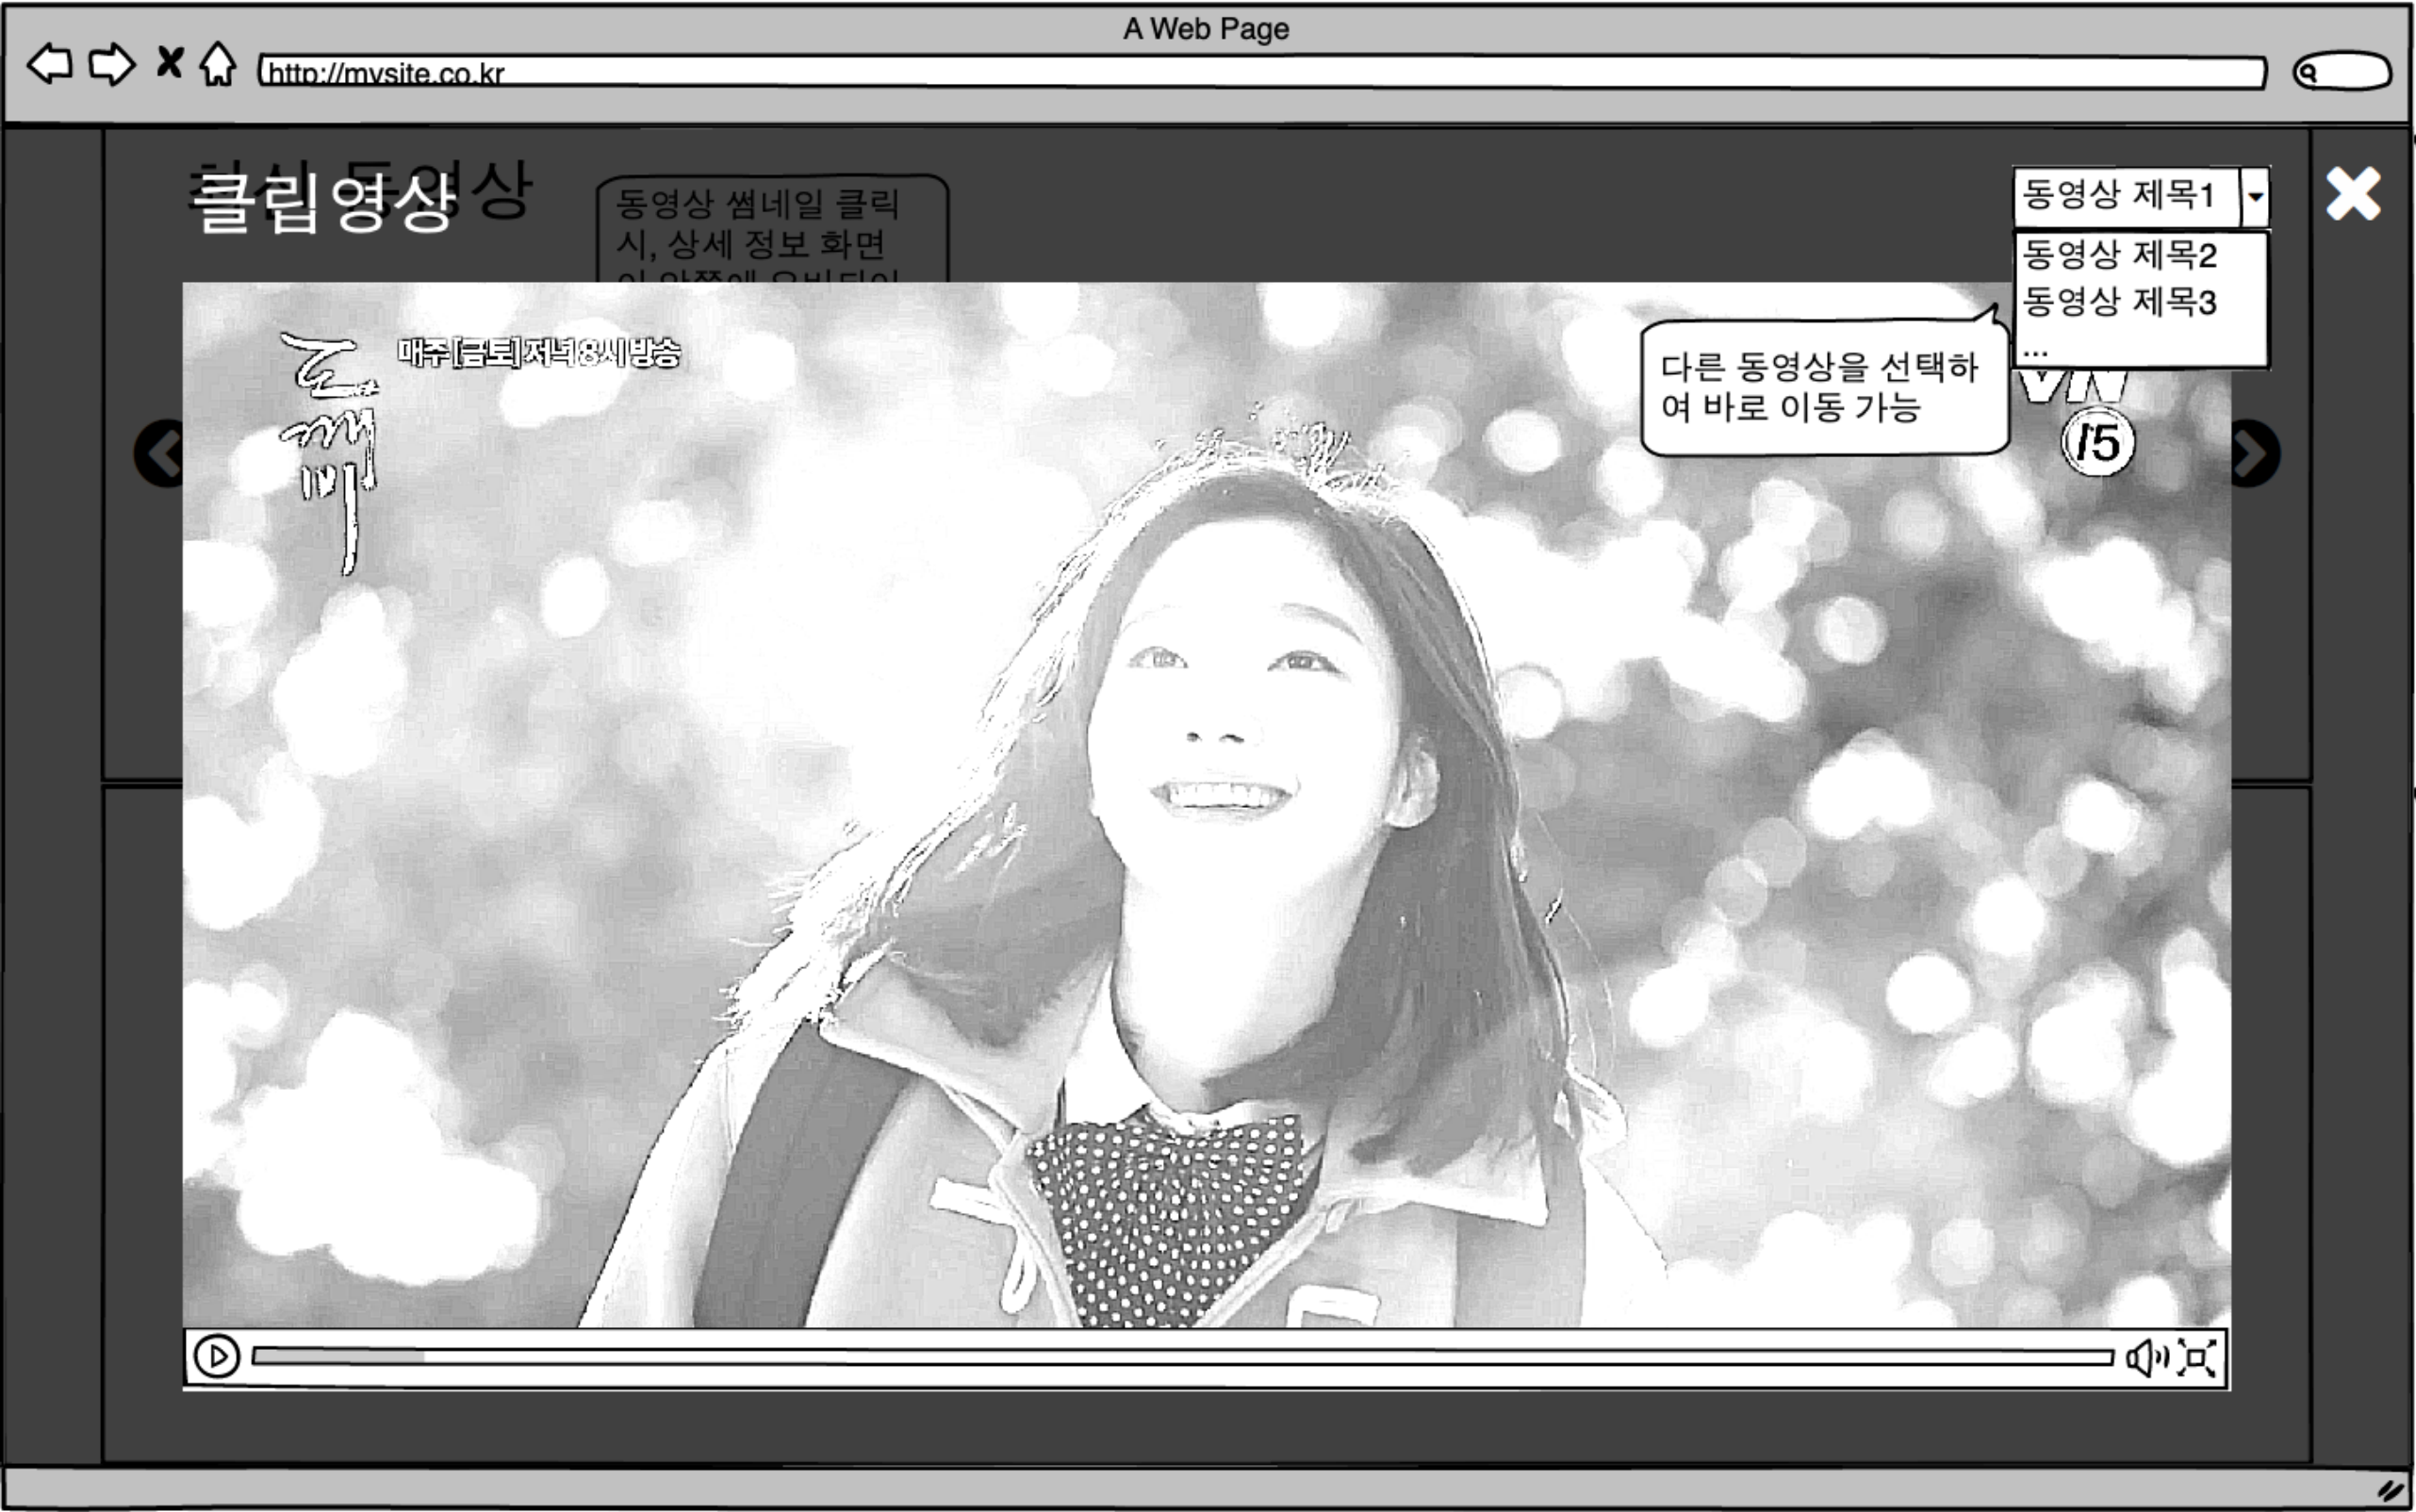 A Web Page
http://mysite.co.kr
동영상
클립영상
동영상 썸네일 클릭
시, 상세 정보 화면
동영상 제목1
동영상 제목2
동영상 제목3
...
도
깨
비
매주 [금토] 저녁 8시 방송
다른 동영상을 선택하
여 바로 이동 가능
15